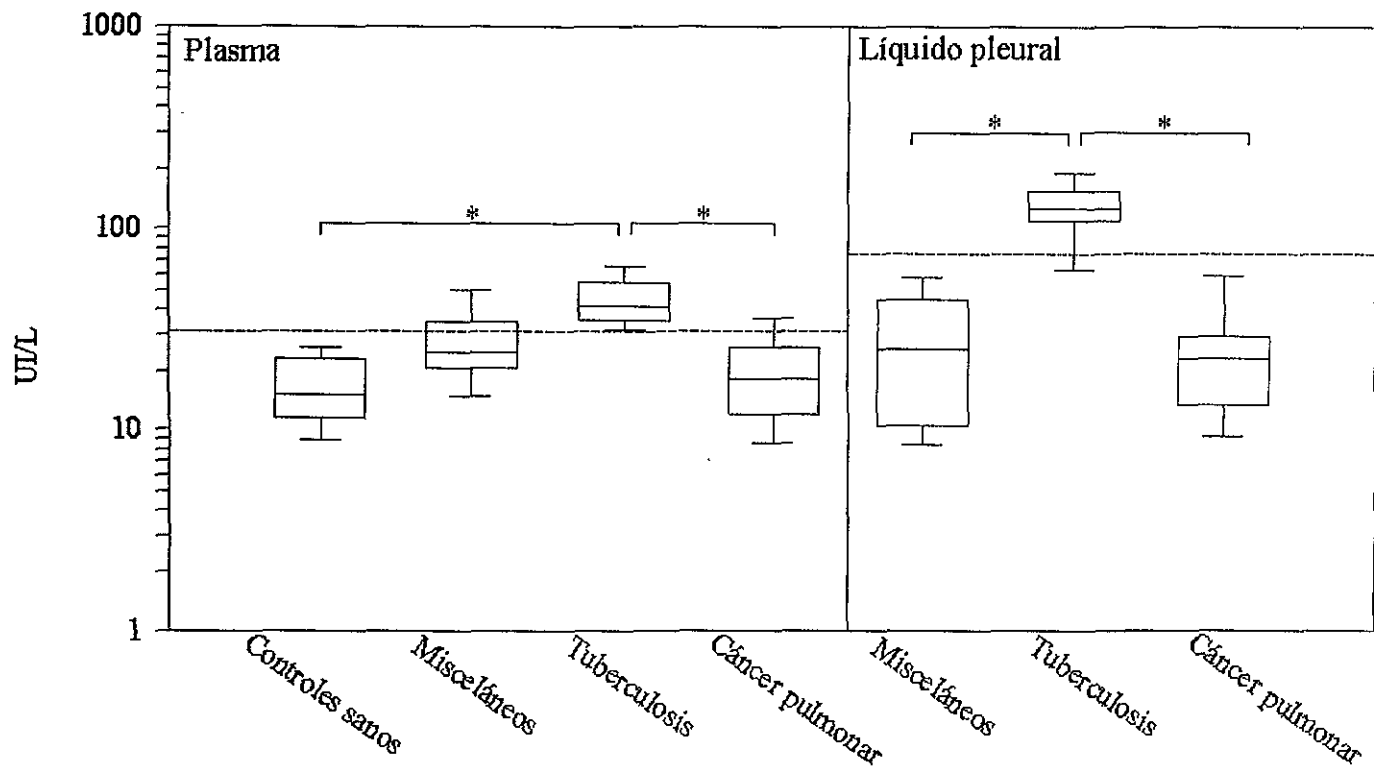 1000
Plasma
Líquido pleural
* *
* *
100
UI/L
10
1
Controles sanos
Misceláneos
Tuberculosis
Cáncer pulmonar
Misceláneos
Tuberculosis
Cáncer pulmonar